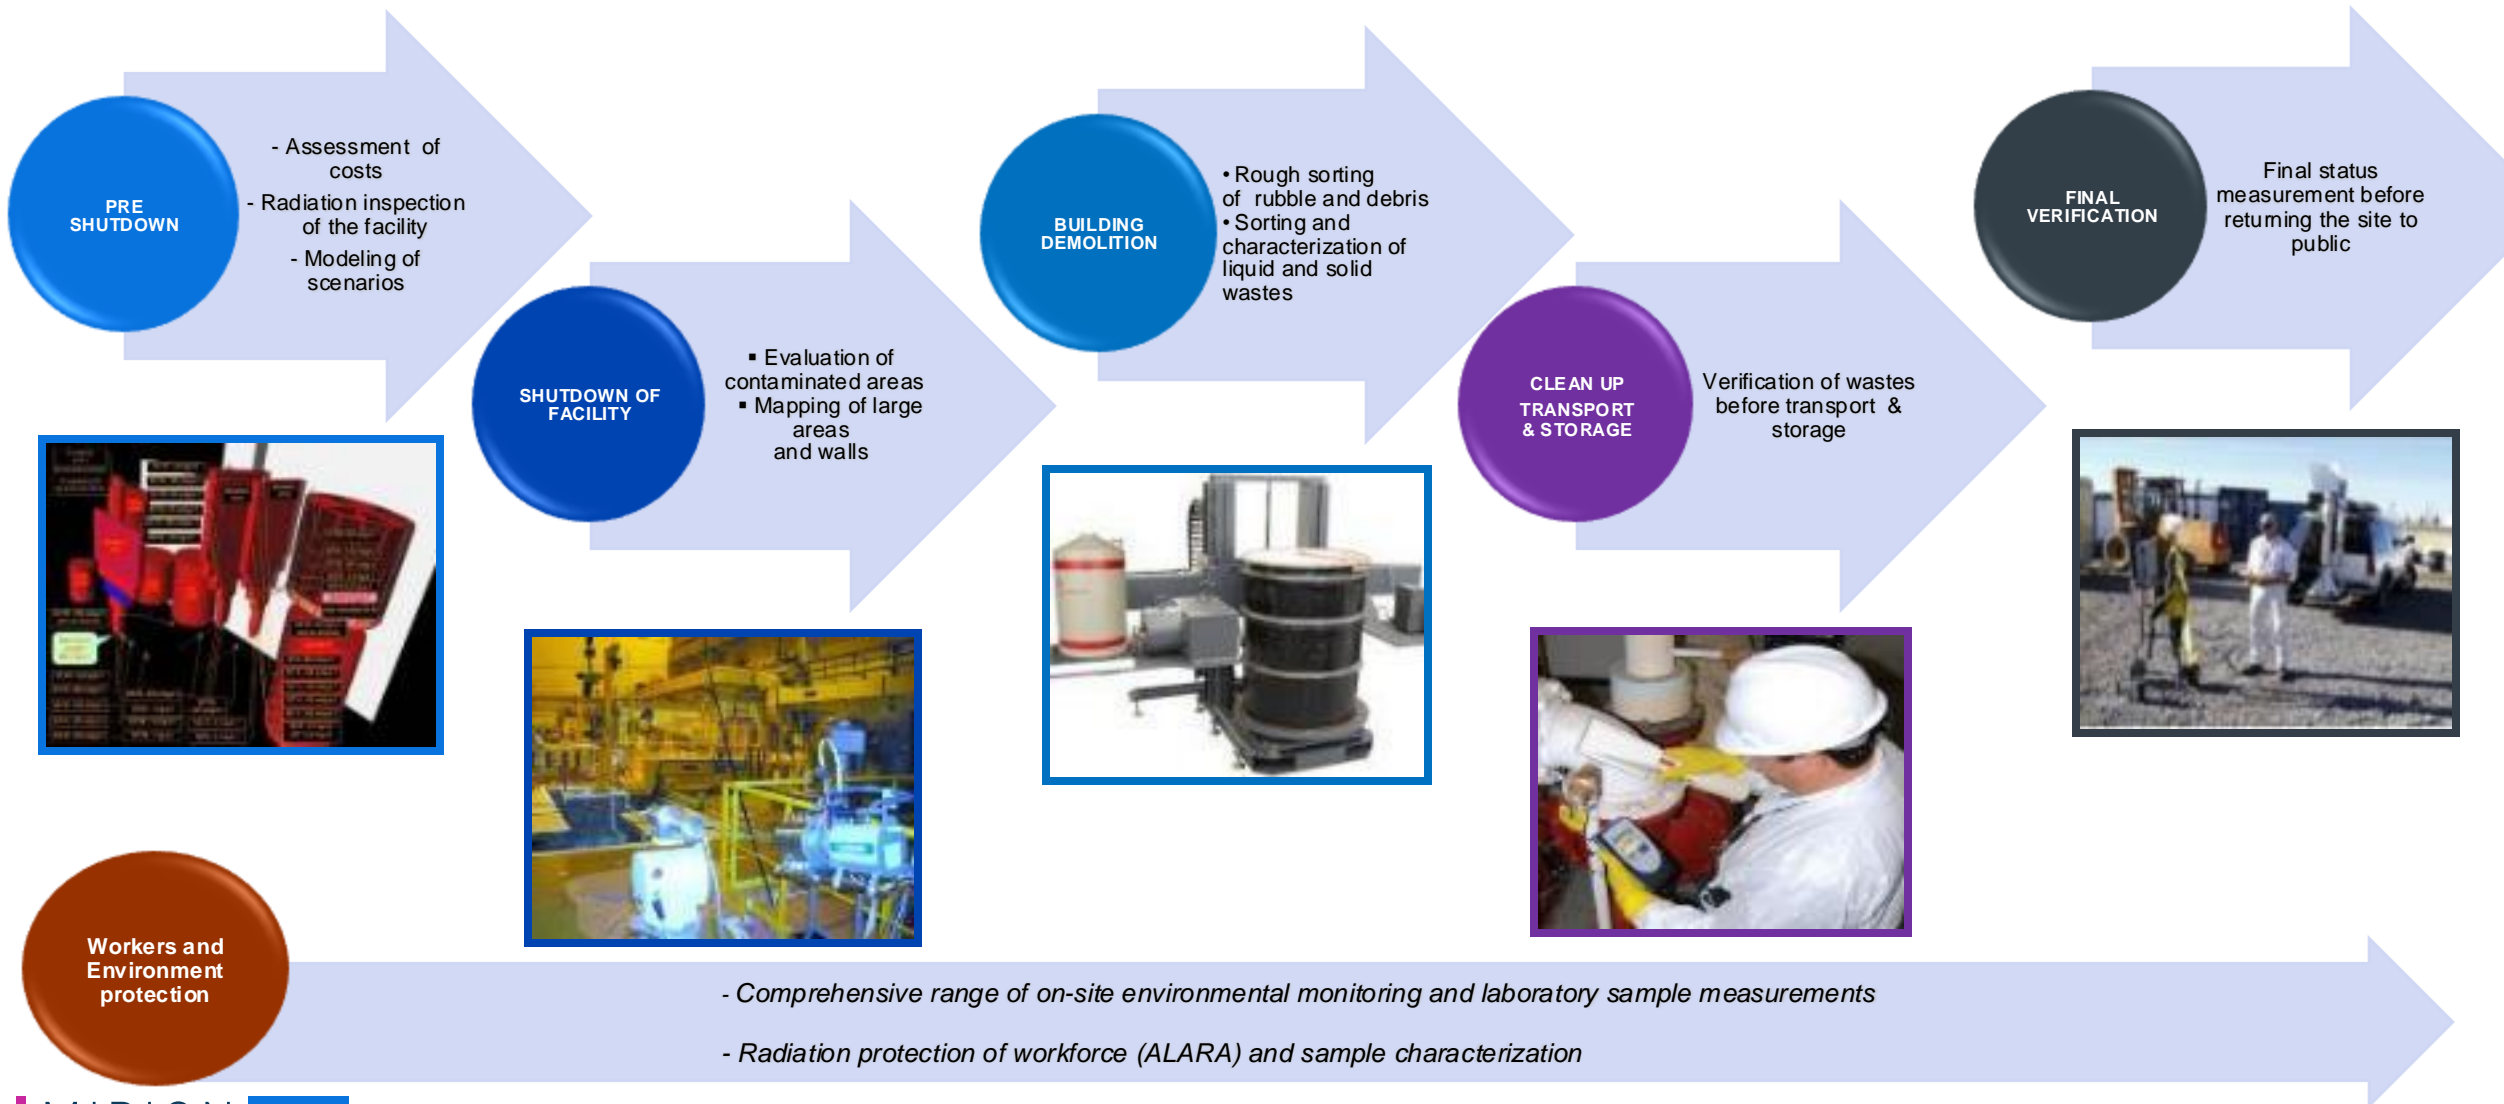 PRE
SHUTDOWN
- Assessment of
costs
- Radiation inspection
of the facility
- Modeling of
scenarios
SHUTDOWN OF
FACILITY
▪ Evaluation of
contaminated areas
▪ Mapping of large
areas
and walls
BUILDING
DEMOLITION
• Rough sorting
of rubble and debris
• Sorting and
characterization of
liquid and solid
wastes
CLEAN UP
TRANSPORT
& STORAGE
Verification of wastes
before transport &
storage
FINAL
VERIFICATION
Final status
measurement before
returning the site to
public
Workers and
Environment
protection
- Comprehensive range of on-site environmental monitoring and laboratory sample measurements
- Radiation protection of workforce (ALARA) and sample characterization